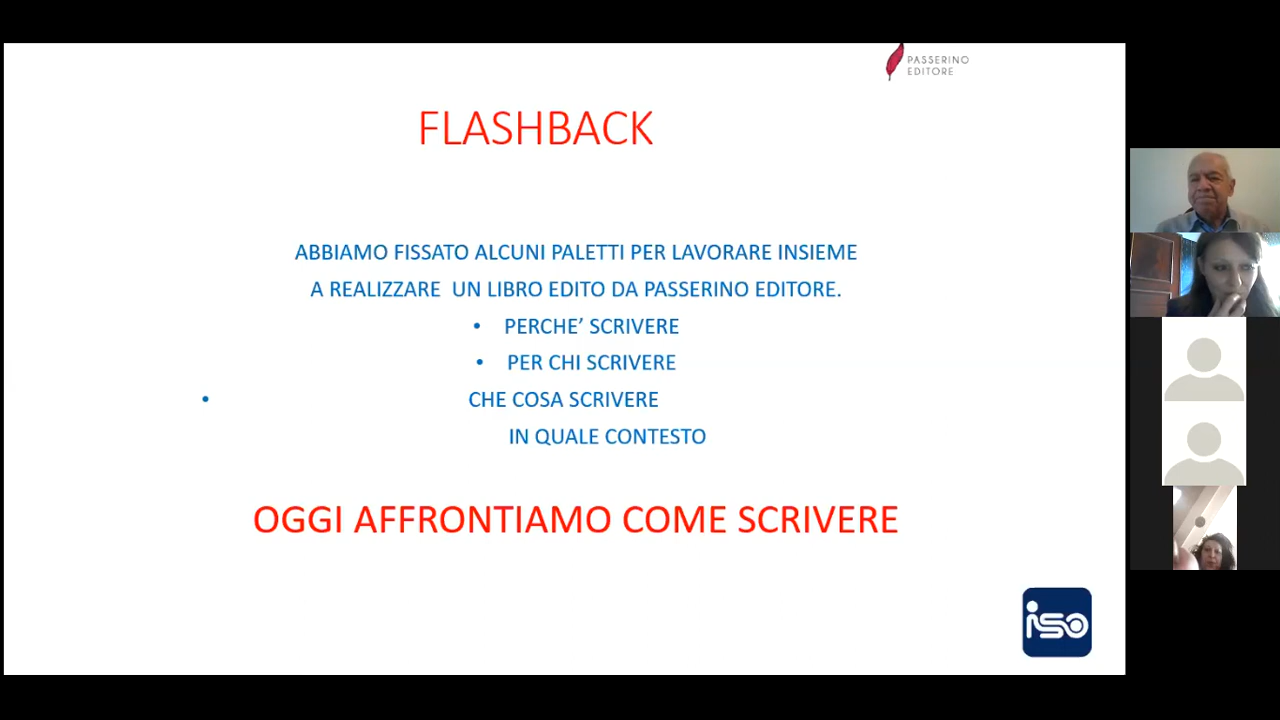 PASSERINO
EDITORE
FLASHBACK
ABBIAMO FISSATO ALCUNI PALETTI PER LAVORARE INSIEME
A REALIZZARE UN LIBRO EDITO DA PASSERINO EDITORE.
• PERCHE’ SCRIVERE
• PER CHI SCRIVERE
• CHE COSA SCRIVERE
IN QUALE CONTESTO
OGGI AFFRONTIAMO COME SCRIVERE
iso